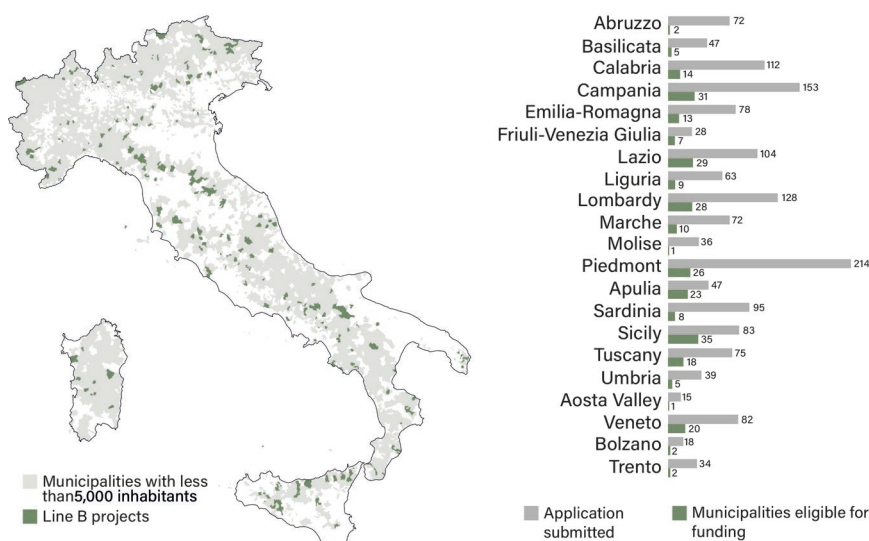 Abruzzo
72
2
Basilicata
47
5
Calabria
112
14
Campania
153
31
Emilia-Romagna
78
13
Friuli-Venezia Giulia
28
7
Lazio
104
29
Liguria
63
9
Lombardy
128
28
Marche
72
10
Molise
36
1
Piedmont
214
26
Apulia
47
23
Sardinia
95
8
Sicily
83
35
Tuscany
75
18
Umbria
39
5
Aosta Valley
15
1
Veneto
82
20
Bolzano
18
2
Trento
34
2
Municipalities with less
than5,000 inhabitants
Line B projects
Application
submitted
Municipalities eligible for
funding